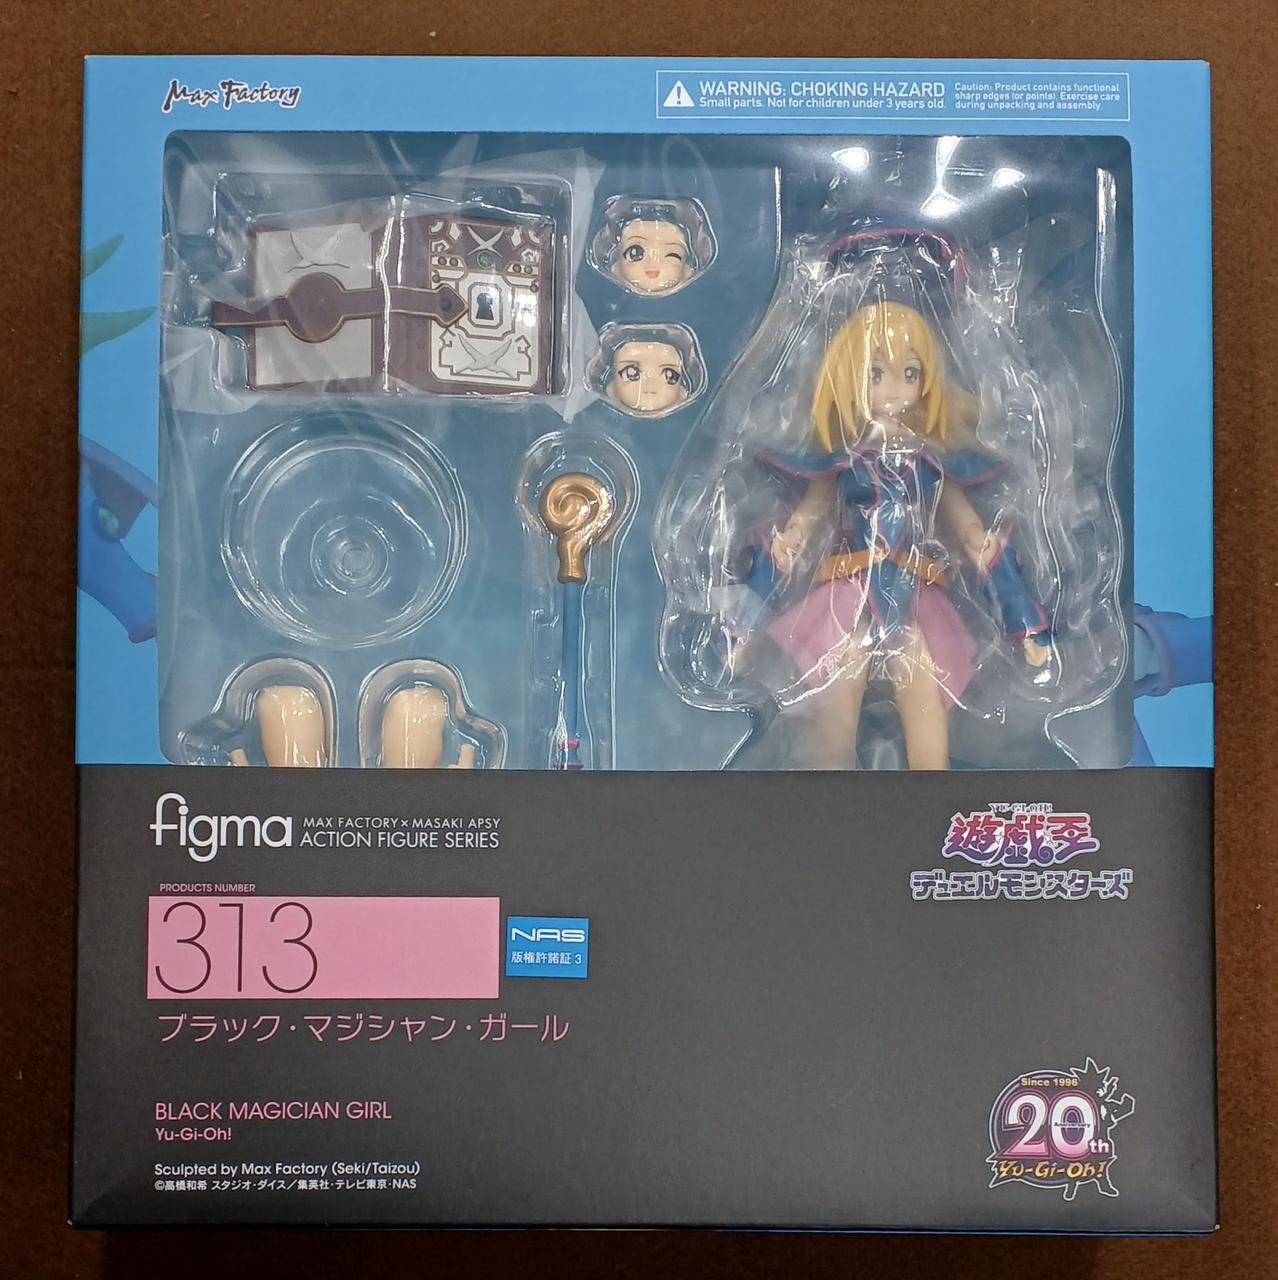 Max Factory
WARNING: CHOKING HAZARD
Small parts. Not for children under 3 years old.
Caution: Product contains functional
sharp edges (or points). Exercise care
during unpacking and assembly.
figma
MAX FACTORY × MASAKI APSY
ACTION FIGURE SERIES
YU-GI-OH!
遊戯王
デュエルモンスターズ
PRODUCTS NUMBER
313
NAS
版権許諾証 3
ブラック・マジシャン・ガール
BLACK MAGICIAN GIRL
Yu-Gi-Oh!
Sculpted by Max Factory (Seki/Taizou)
©高橋和希 スタジオ・ダイス／集英社・テレビ東京・NAS
Since 1996
20th
Anniversary
Yu-Gi-Oh!